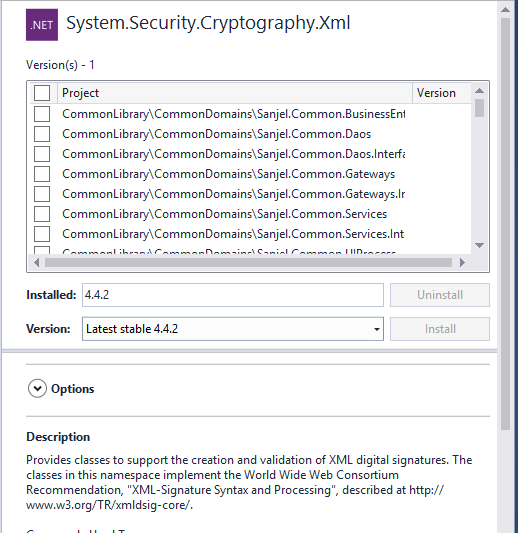 .NET System.Security.Cryptography.Xml
Version(s) - 1
Project Version
CommonLibrary\CommonDomains\Sanjel.Common.BusinessEnt
CommonLibrary\CommonDomains\Sanjel.Common.Daos
CommonLibrary\CommonDomains\Sanjel.Common.Daos.Interfa
CommonLibrary\CommonDomains\Sanjel.Common.Gateways
CommonLibrary\CommonDomains\Sanjel.Common.Gateways.Ir
CommonLibrary\CommonDomains\Sanjel.Common.Services
CommonLibrary\CommonDomains\Sanjel.Common.Services.Int
CommonLibrary\CommonDomains\Sanjel.Common.UIProcess
Installed: 4.4.2 Uninstall
Version: Latest stable 4.4.2 Install
Options
Description
Provides classes to support the creation and validation of XML digital signatures. The
classes in this namespace implement the World Wide Web Consortium
Recommendation, "XML-Signature Syntax and Processing", described at http://
www.w3.org/TR/xmldsig-core/.